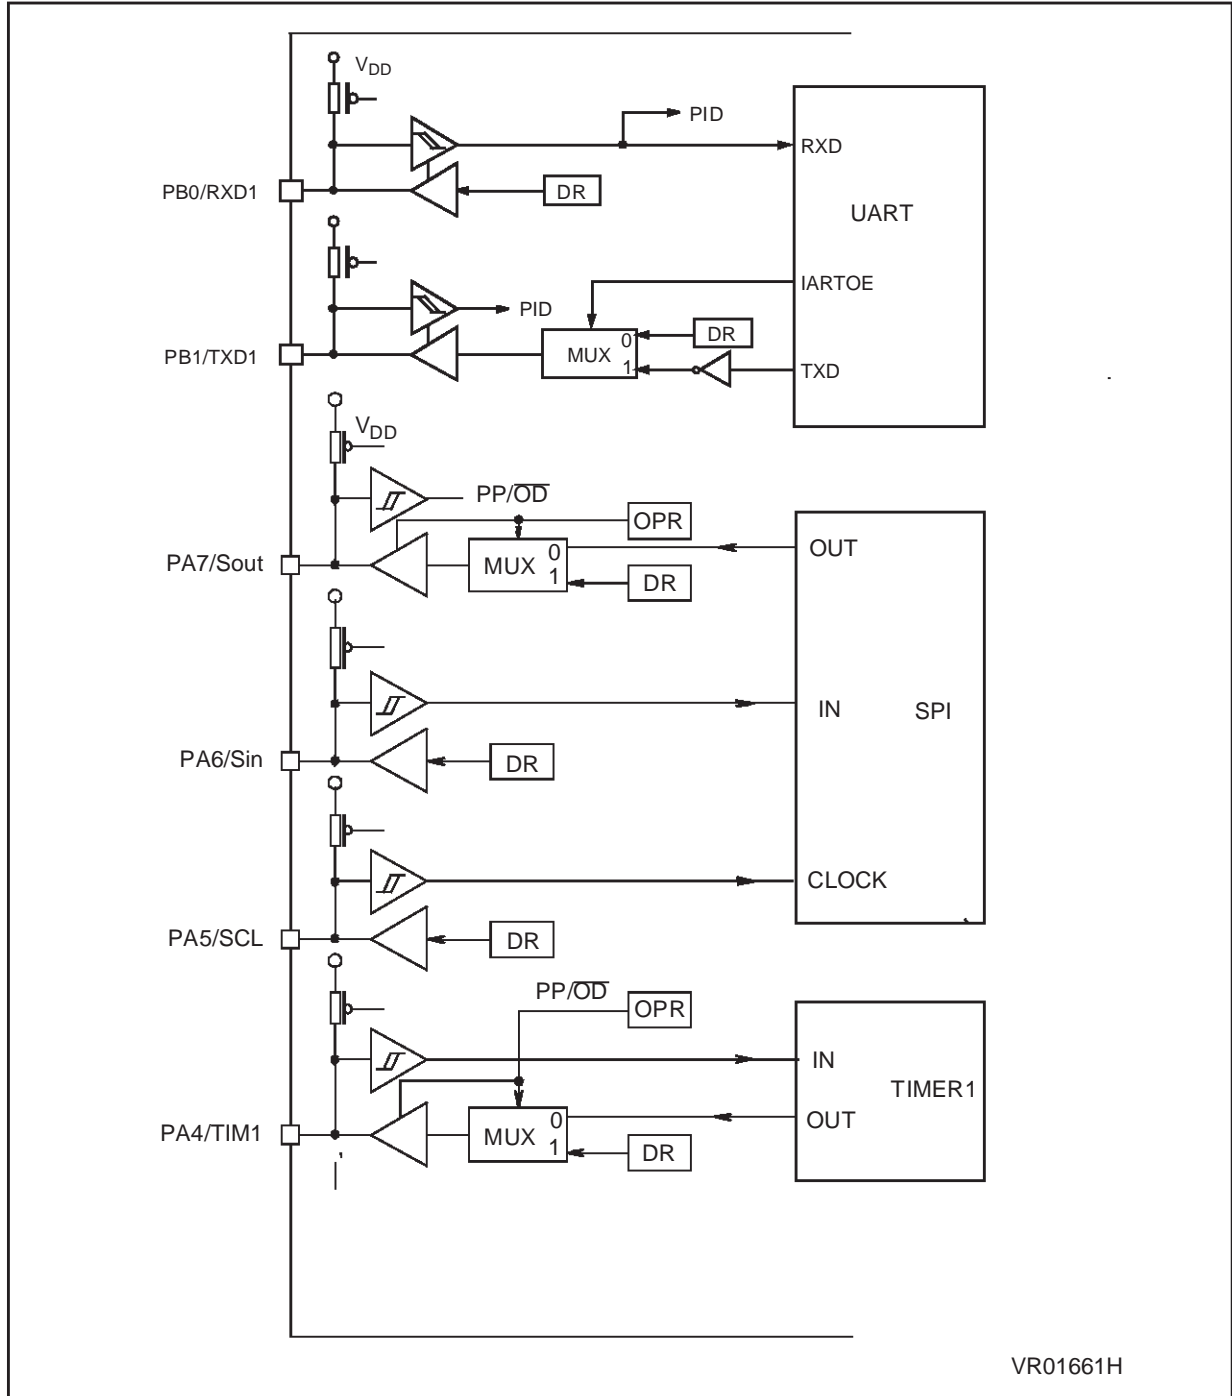 VDD
PID
RXD
PB0/RXD1
DR
UART
IARTOE
PID
DR
0
PB1/TXD1
MUX
1
TXD
VDD
PP/OD
OPR
PA7/Sout
MUX
0
1
OUT
DR
IN
SPI
PA6/Sin
DR
CLOCK
PA5/SCL
DR
PP/OD
OPR
IN
TIMER1
PA4/TIM1
MUX
0
1
OUT
DR
VR01661H